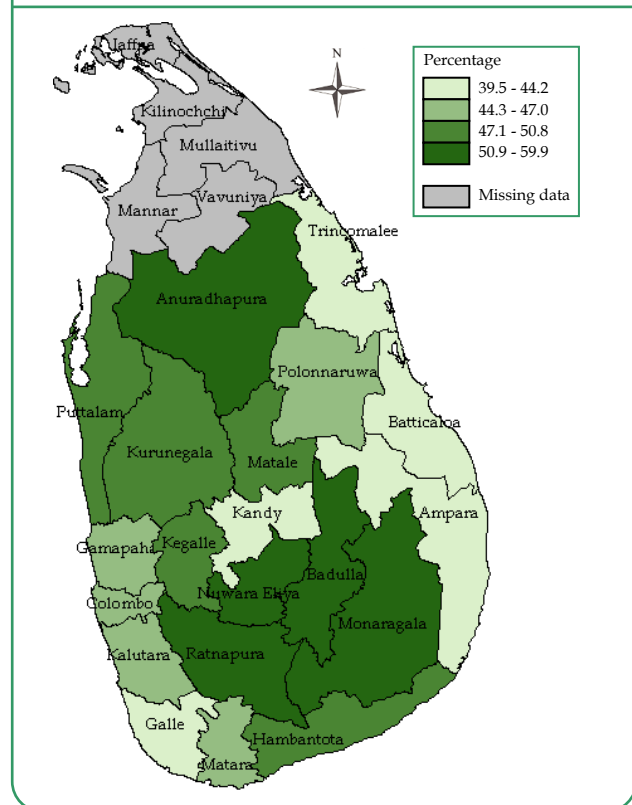 Jaffna
N
Percentage
39.5 - 44.2
44.3 - 47.0
47.1 - 50.8
50.9 - 59.9
Missing data
Kilinochchi
Mullaitivu
Vavuniya
Mannar
Trincomalee
Anuradhapura
Polonnaruwa
Puttalam
Batticaloa
Kurunegala
Matale
Kandy
Ampara
Gamapaha
Kegalle
Badulla
Nuwara Eliya
Colombo
Monaragala
Kalutara
Ratnapura
Galle
Hambantota
Matara